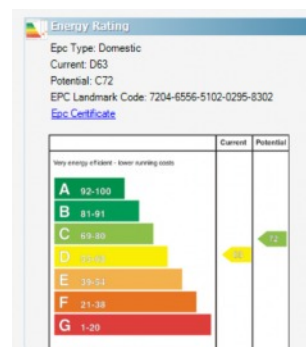 Energy Rating
Epc Type: Domestic
Current: D63
Potential: C72
EPC Landmark Code: 7204-6556-5102-0295-8302
Epc Certificate
Current Potential
Very energy efficient - lower running costs
A 92-100
B 81-91
C 69-80
D
E 39-54
F 21-38
G 1-20
72